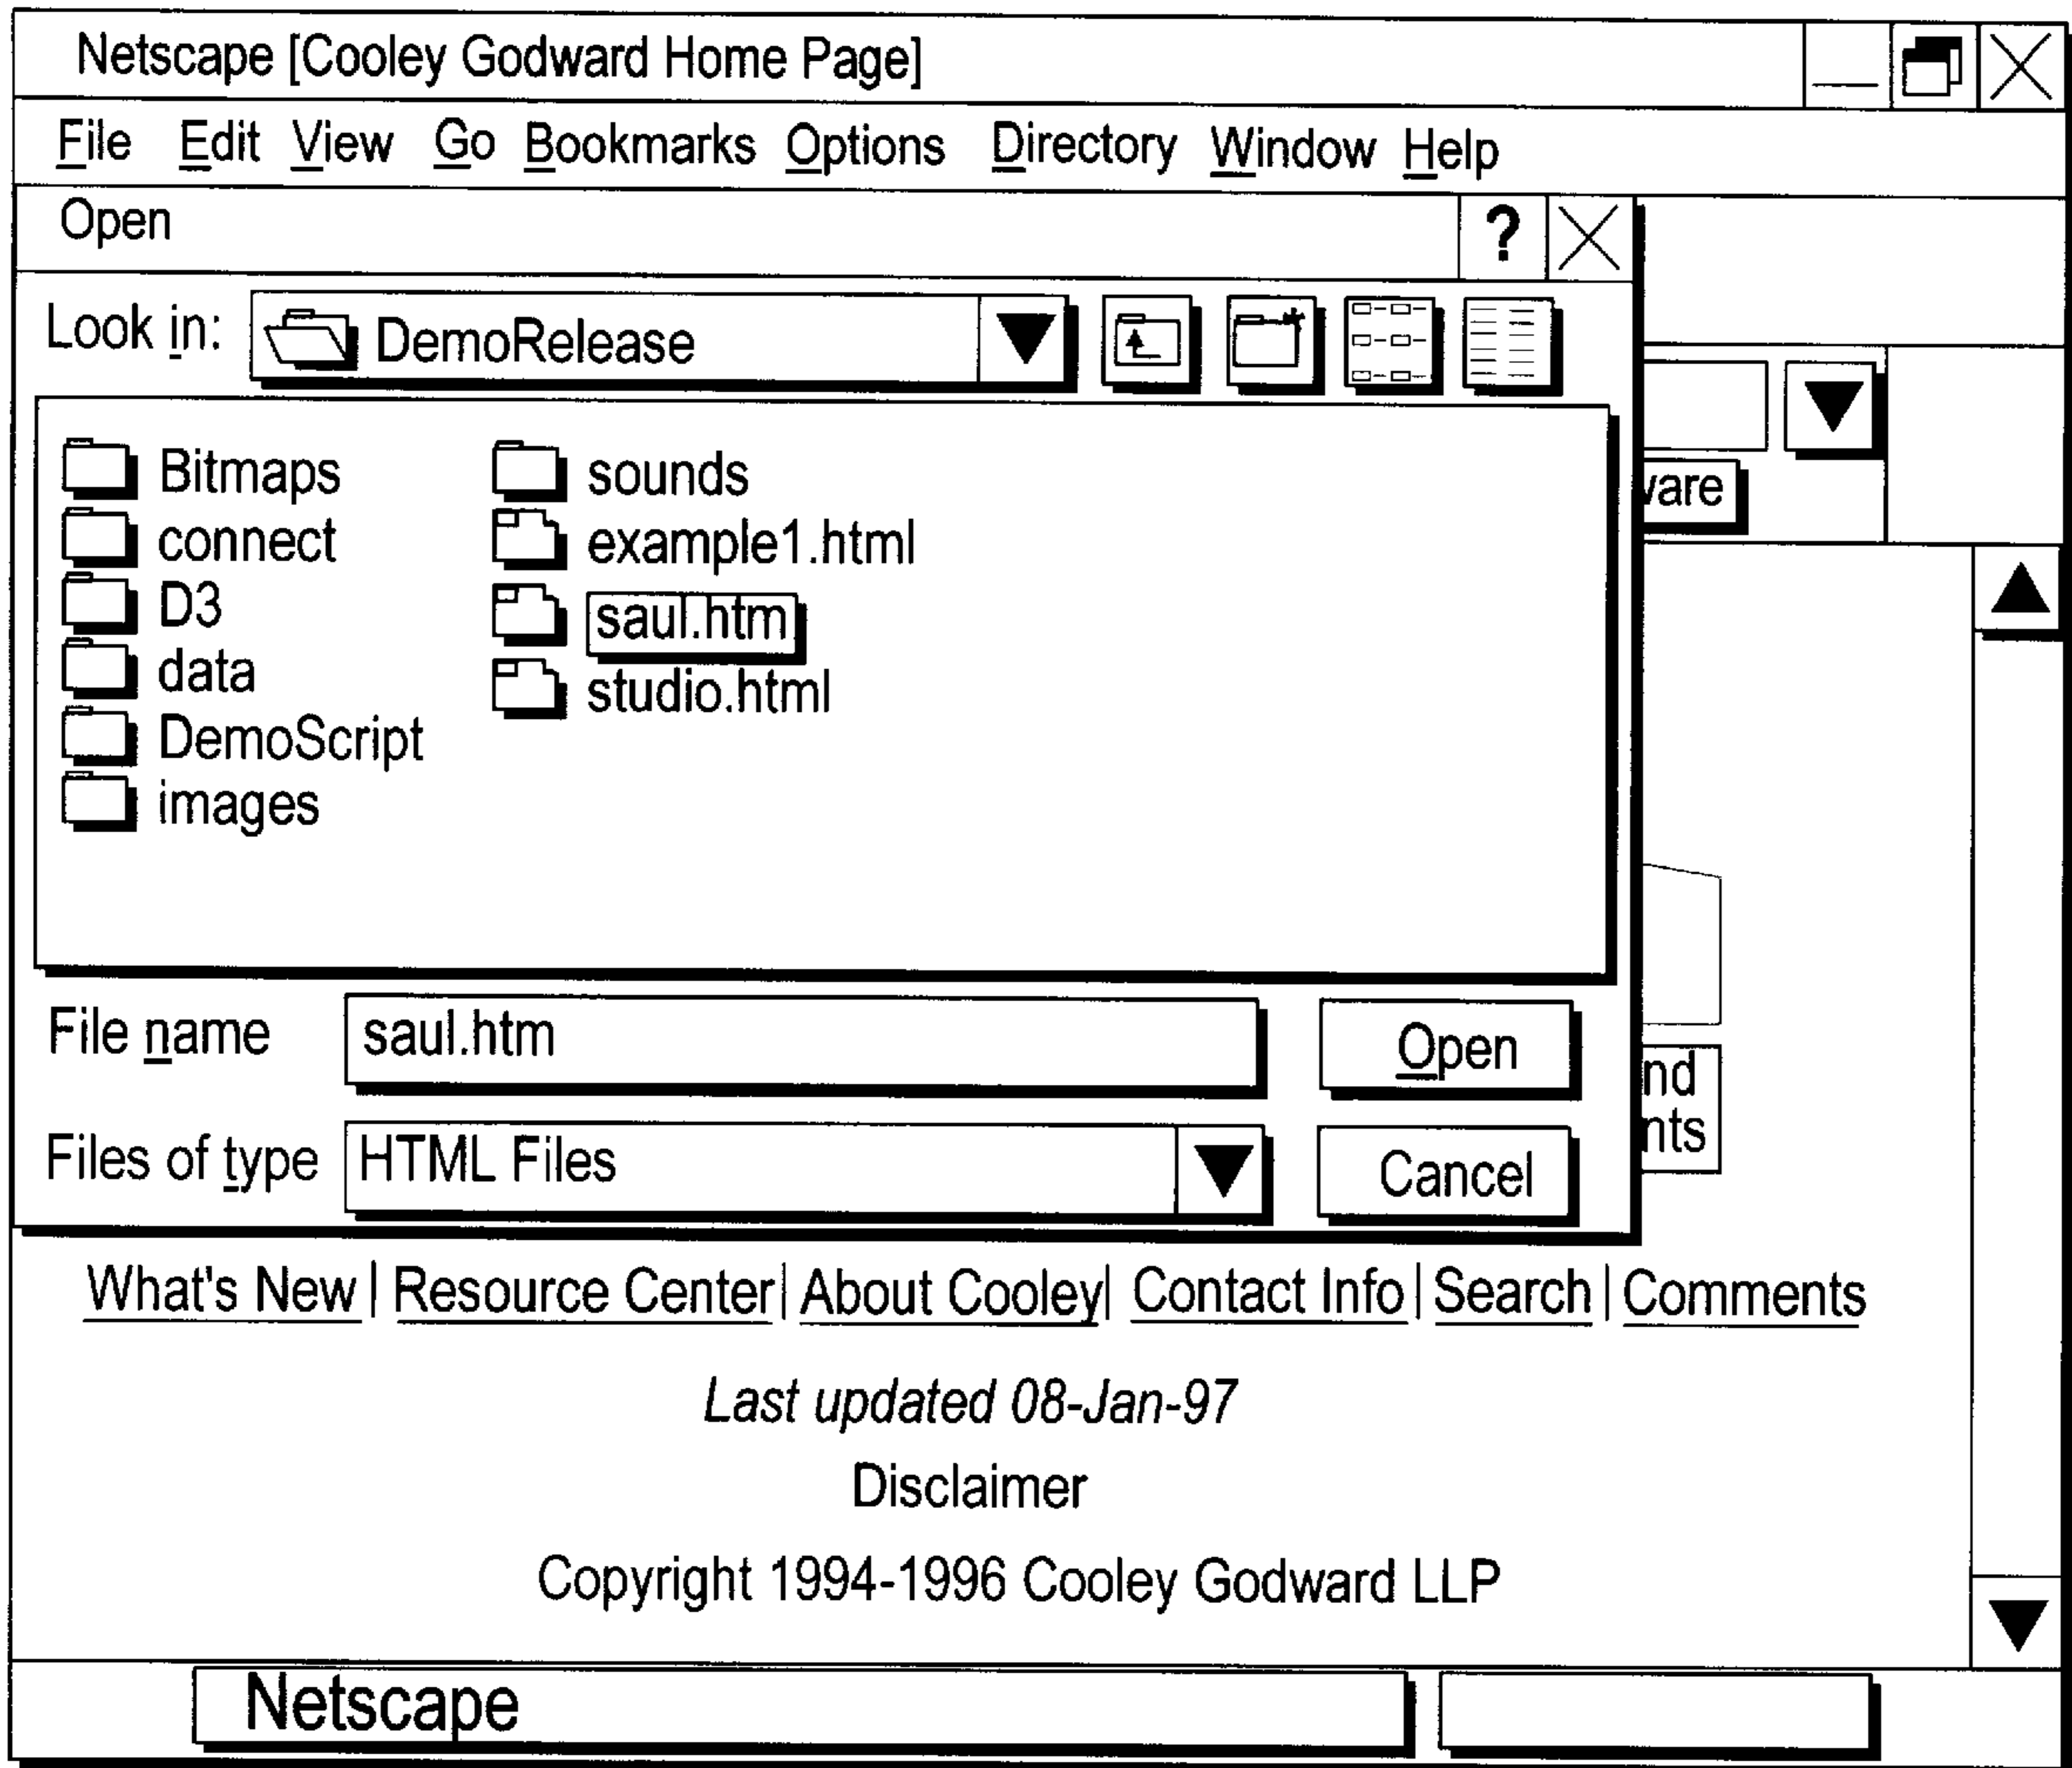 Netscape [Cooley Godward Home Page]
File Edit View Go Bookmarks Options Directory Window Help
Open ?
Look in: DemoRelease
Bitmaps
connect
D3
data
DemoScript
images
sounds
example1.html
saul.htm
studio.html
ware
File name saul.htm Open
nd
nts
Files of type HTML Files Cancel
What's New | Resource Center | About Cooley | Contact Info | Search | Comments
Last updated 08-Jan-97
Disclaimer
Copyright 1994-1996 Cooley Godward LLP
Netscape